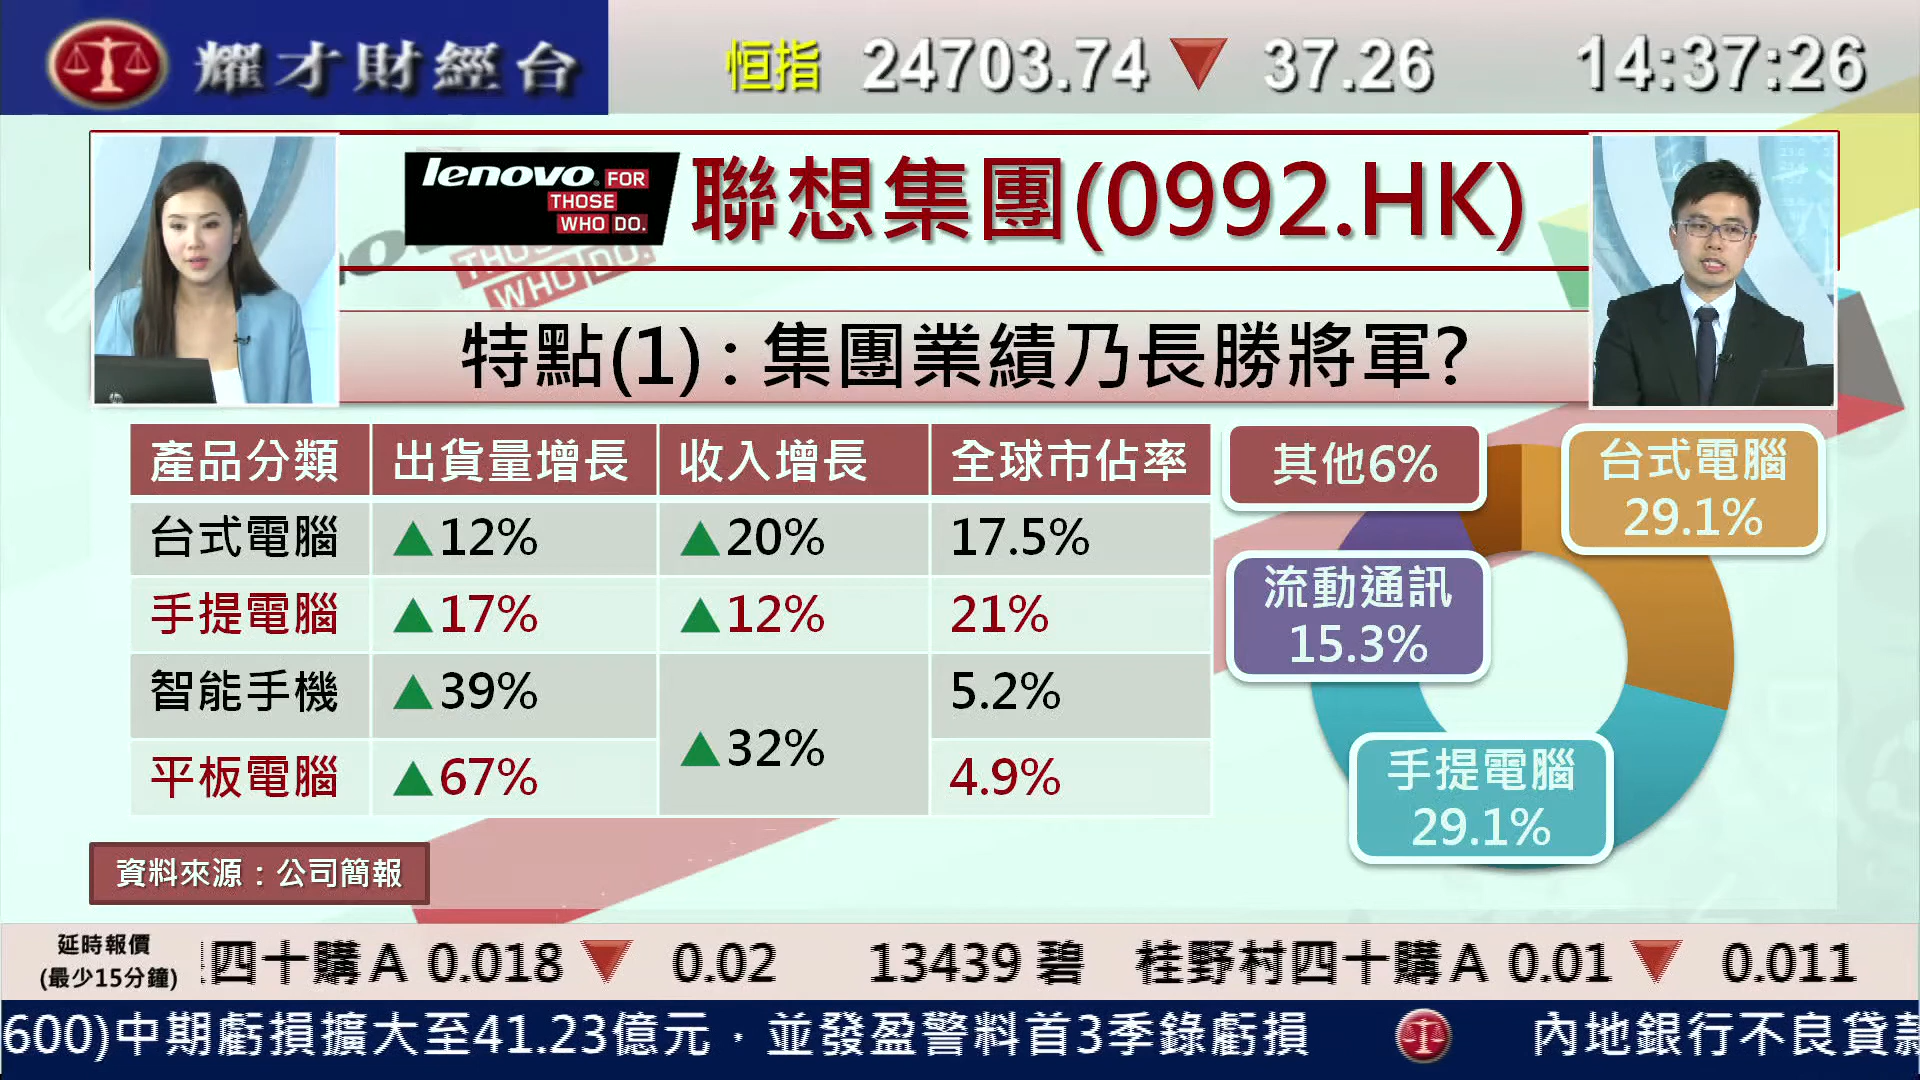 耀才財經台
恒指 24703.74 ▼ 37.26 14:37:26
lenovo FOR
THOSE
WHO DO.
聯想集團(0992.HK)
特點(1) : 集團業績乃長勝將軍?
產品分類 出貨量增長 收入增長 全球市佔率
台式電腦 ▲12% ▲20% 17.5%
手提電腦 ▲17% ▲12% 21%
智能手機 ▲39% ▲32% 5.2%
平板電腦 ▲67% 4.9%
其他6%
台式電腦
29.1%
流動通訊
15.3%
手提電腦
29.1%
資料來源：公司簡報
延時報價
(最少15分鐘)
四十購A 0.018 ▼ 0.02 13439 碧桂野村四十購A 0.01 ▼ 0.011
600)中期虧損擴大至41.23億元，並發盈警料首3季錄虧損 內地銀行不良貸款